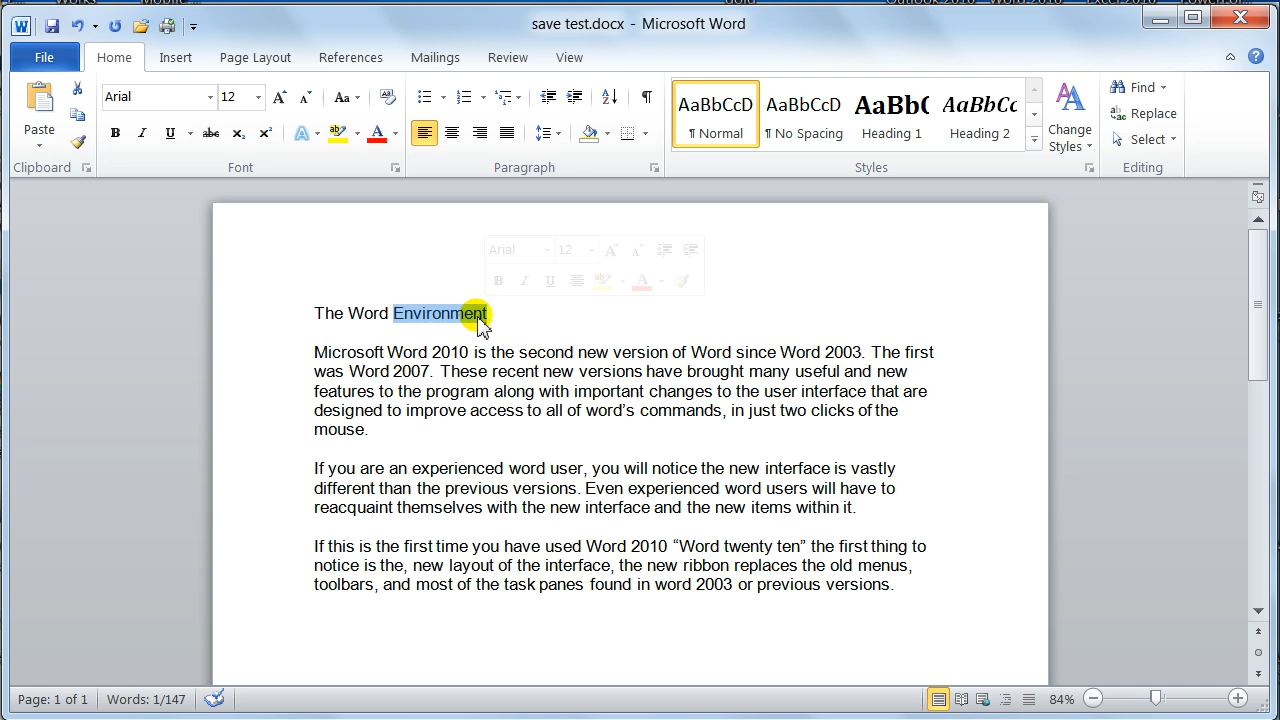 save test.docx - Microsoft Word
File Home Insert Page Layout References Mailings Review View
Arial 12 Aa
AaBbCcD AaBbCcD AaBbC AaBbCc
Paste
¶ Normal ¶ No Spacing Heading 1 Heading 2
Change Styles
Find
Replace
Select
Clipboard Font Paragraph Styles Editing
Arial 12
The Word Environment
Microsoft Word 2010 is the second new version of Word since Word 2003. The first
was Word 2007. These recent new versions have brought many useful and new
features to the program along with important changes to the user interface that are
designed to improve access to all of word’s commands, in just two clicks of the
mouse.
If you are an experienced word user, you will notice the new interface is vastly
different than the previous versions. Even experienced word users will have to
reacquaint themselves with the new interface and the new items within it.
If this is the first time you have used Word 2010 “Word twenty ten” the first thing to
notice is the, new layout of the interface, the new ribbon replaces the old menus,
toolbars, and most of the task panes found in word 2003 or previous versions.
Page: 1 of 1 Words: 1/147 84%